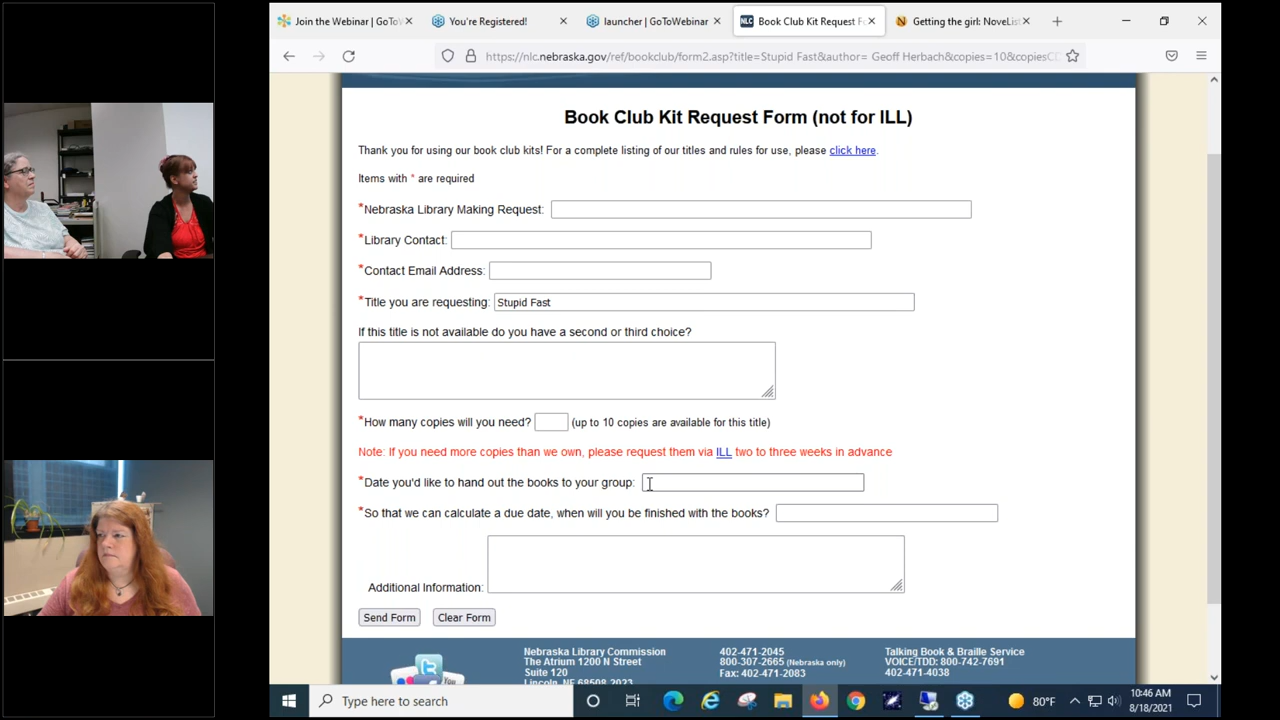 Join the Webinar | GoToW
You're Registered!
launcher | GoToWebinar
Book Club Kit Request F
Getting the girl: NoveList
https://nlc.nebraska.gov/ref/bookclub/form2.asp?title=Stupid Fast&author= Geoff Herbach&copies=10&copiesC
Book Club Kit Request Form (not for ILL)
Thank you for using our book club kits! For a complete listing of our titles and rules for use, please click here.
Items with * are required
*Nebraska Library Making Request:
*Library Contact:
*Contact Email Address:
*Title you are requesting: Stupid Fast
If this title is not available do you have a second or third choice?
*How many copies will you need? (up to 10 copies are available for this title)
Note: If you need more copies than we own, please request them via ILL two to three weeks in advance
*Date you'd like to hand out the books to your group:
*So that we can calculate a due date, when will you be finished with the books?
Additional Information:
Send Form Clear Form
Nebraska Library Commission
The Atrium 1200 N Street
Suite 120
Lincoln, NE 68508-2023
402-471-2045
800-307-2665 (Nebraska only)
Fax: 402-471-2083
Talking Book & Braille Service
VOICE/TDD: 800-742-7691
402-471-4038
You
Type here to search
80°F
10:46 AM
8/18/2021